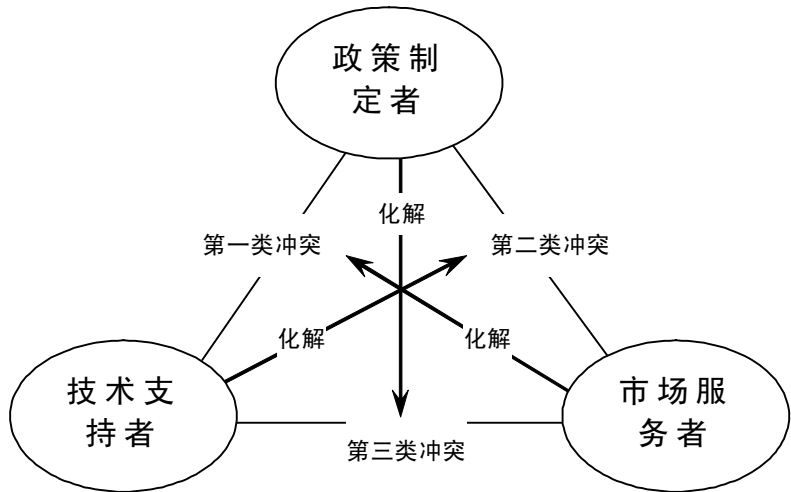 政策制
定者
化解
第一类冲突
第二类冲突
化解
化解
技术支
持者
市场服
务者
第三类冲突